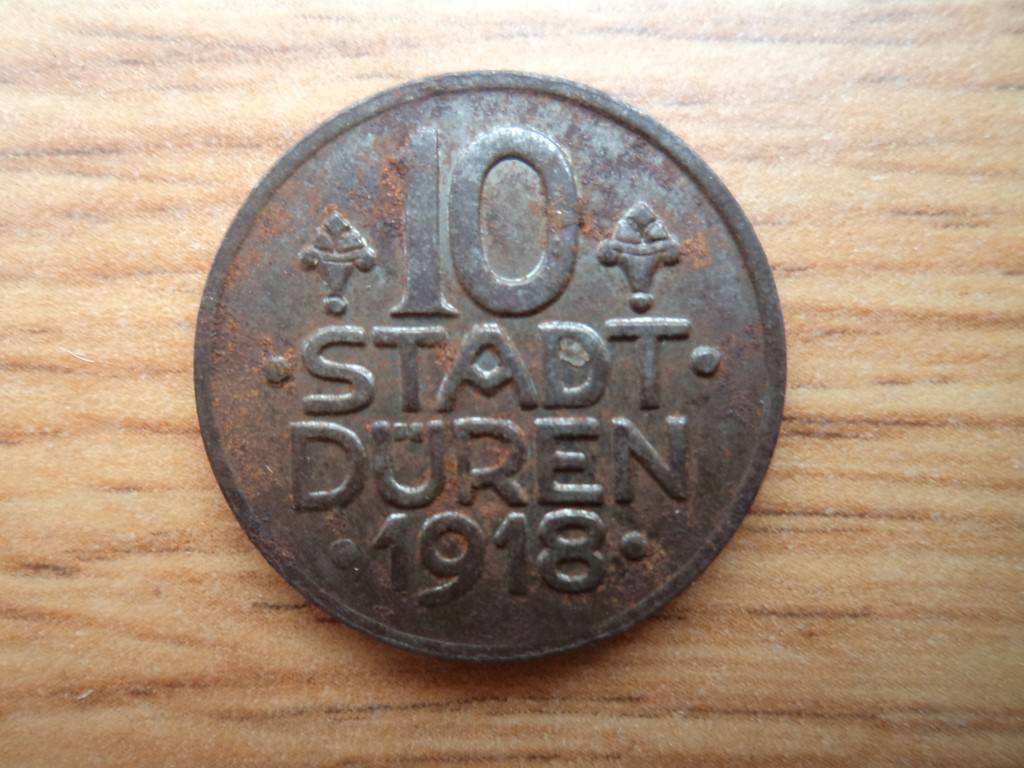 10
· STADT ·
DÜREN
· 1918 ·